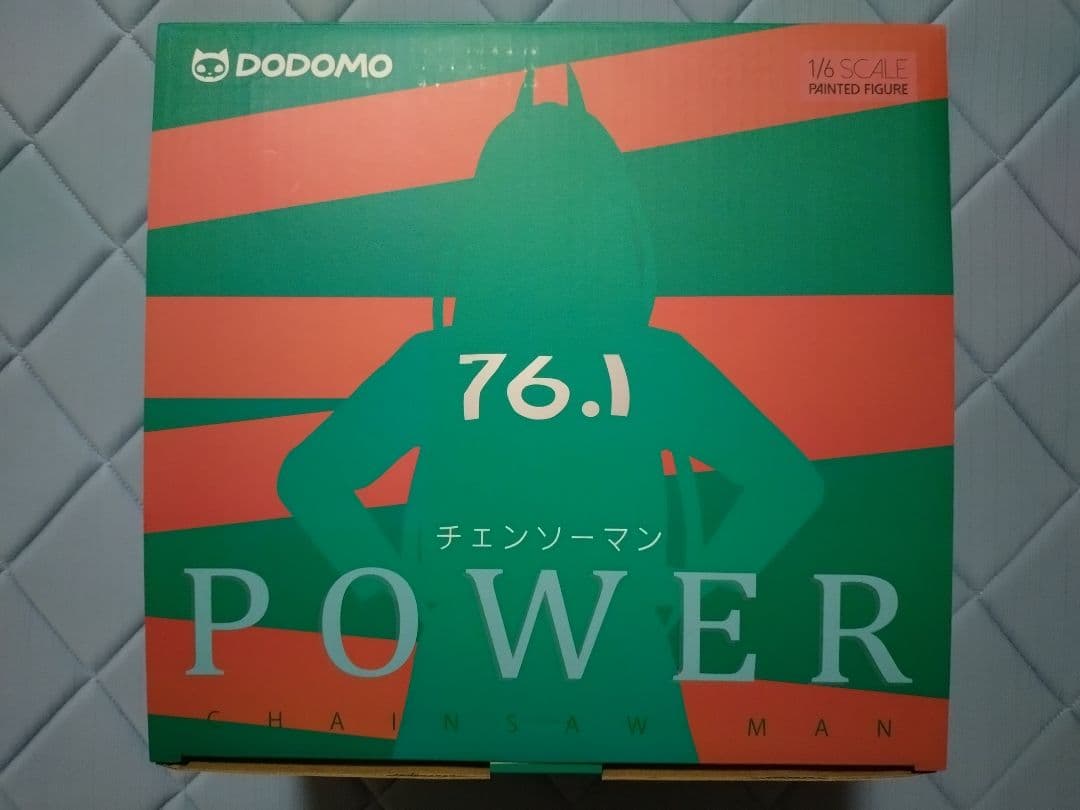 DODOMO
1/6 SCALE
PAINTED FIGURE
76.1
チェンソーマン
POWER
CHAINSAW MAN